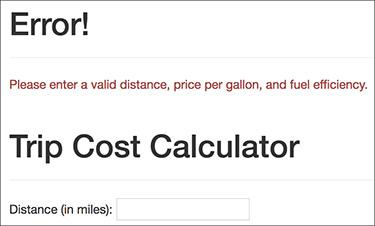 Error!
Please enter a valid distance, price per gallon, and fuel efficiency.
Trip Cost Calculator
Distance (in miles):